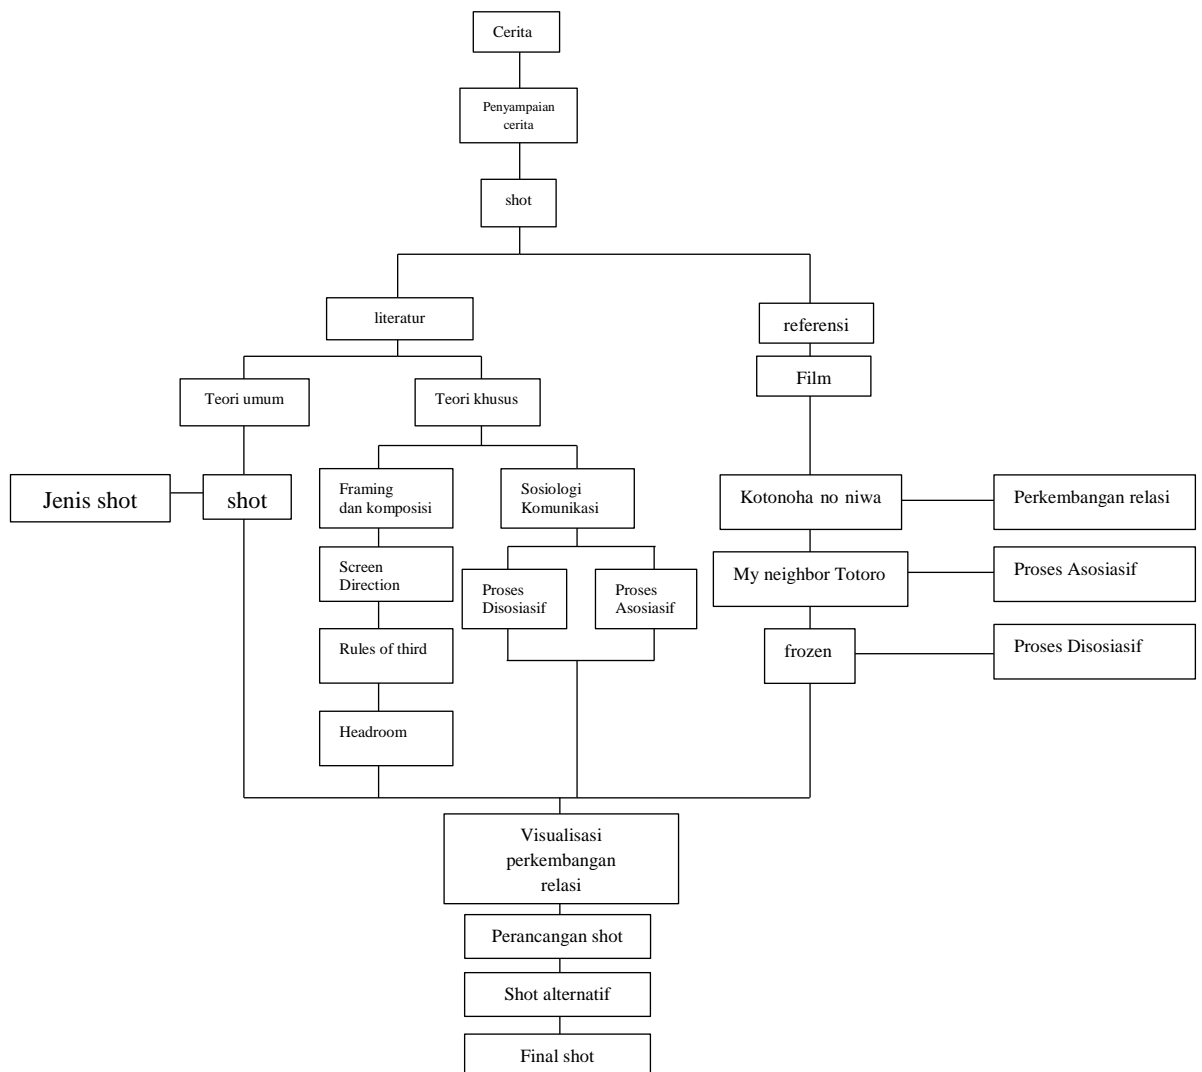 Cerita
Penyampaian
cerita
shot
literatur
referensi
Film
Teori umum
Teori khusus
Jenis shot
shot
Framing
dan komposisi
Sosiologi
Komunikasi
Kotonoha no niwa
Perkembangan relasi
Screen
Direction
Proses
Disosiasif
Proses
Asosiasif
My neighbor Totoro
Proses Asosiasif
Rules of third
frozen
Proses Disosiasif
Headroom
Visualisasi
perkembangan
relasi
Perancangan shot
Shot alternatif
Final shot